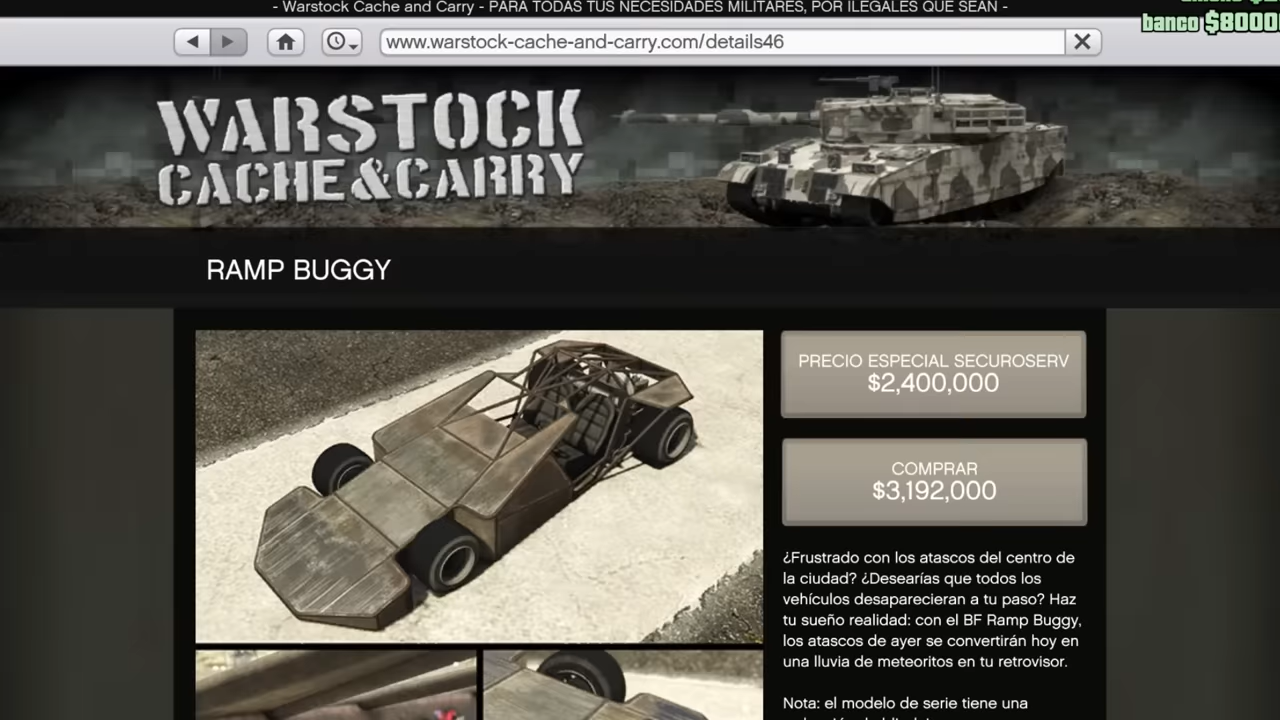 - Warstock Cache and Carry - PARA TODAS TUS NECESIDADES MILITARES, POR ILEGALES QUE SEAN -
banco $8000
www.warstock-cache-and-carry.com/details46
WARSTOCK
CACHE&CARRY
RAMP BUGGY
PRECIO ESPECIAL SECUROSERV
$2,400,000
COMPRAR
$3,192,000
¿Frustrado con los atascos del centro de
la ciudad? ¿Desearías que todos los
vehículos desaparecieran a tu paso? Haz
tu sueño realidad: con el BF Ramp Buggy,
los atascos de ayer se convertirán hoy en
una lluvia de meteoritos en tu retrovisor.
Nota: el modelo de serie tiene una